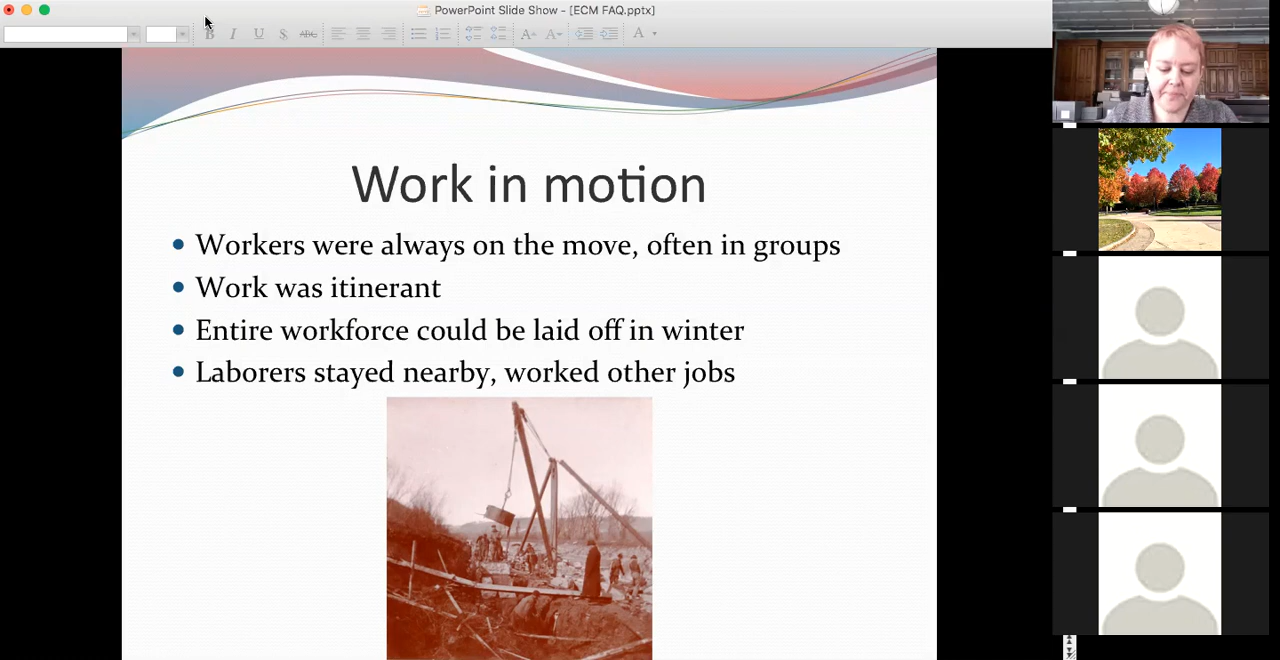 PowerPoint Slide Show - [ECM FAQ.pptx]
B I U S ABC A A A
Work in motion
• Workers were always on the move, often in groups
• Work was itinerant
• Entire workforce could be laid off in winter
• Laborers stayed nearby, worked other jobs